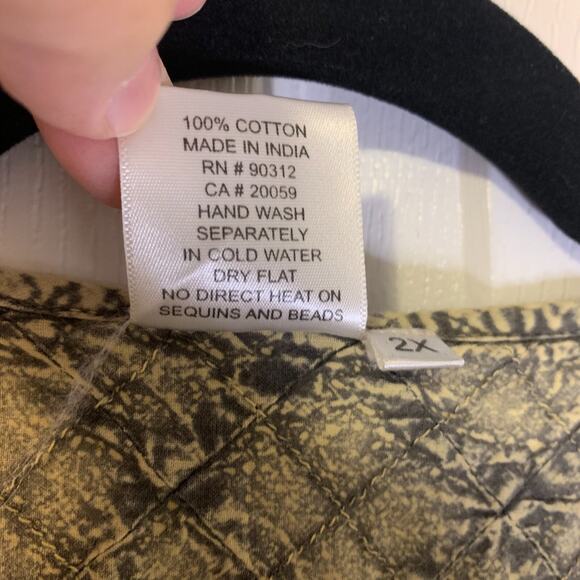 100% COTTON
MADE IN INDIA
RN # 90312
CA # 20059
HAND WASH
SEPARATELY
IN COLD WATER
DRY FLAT
NO DIRECT HEAT ON
SEQUINS AND BEADS
2X